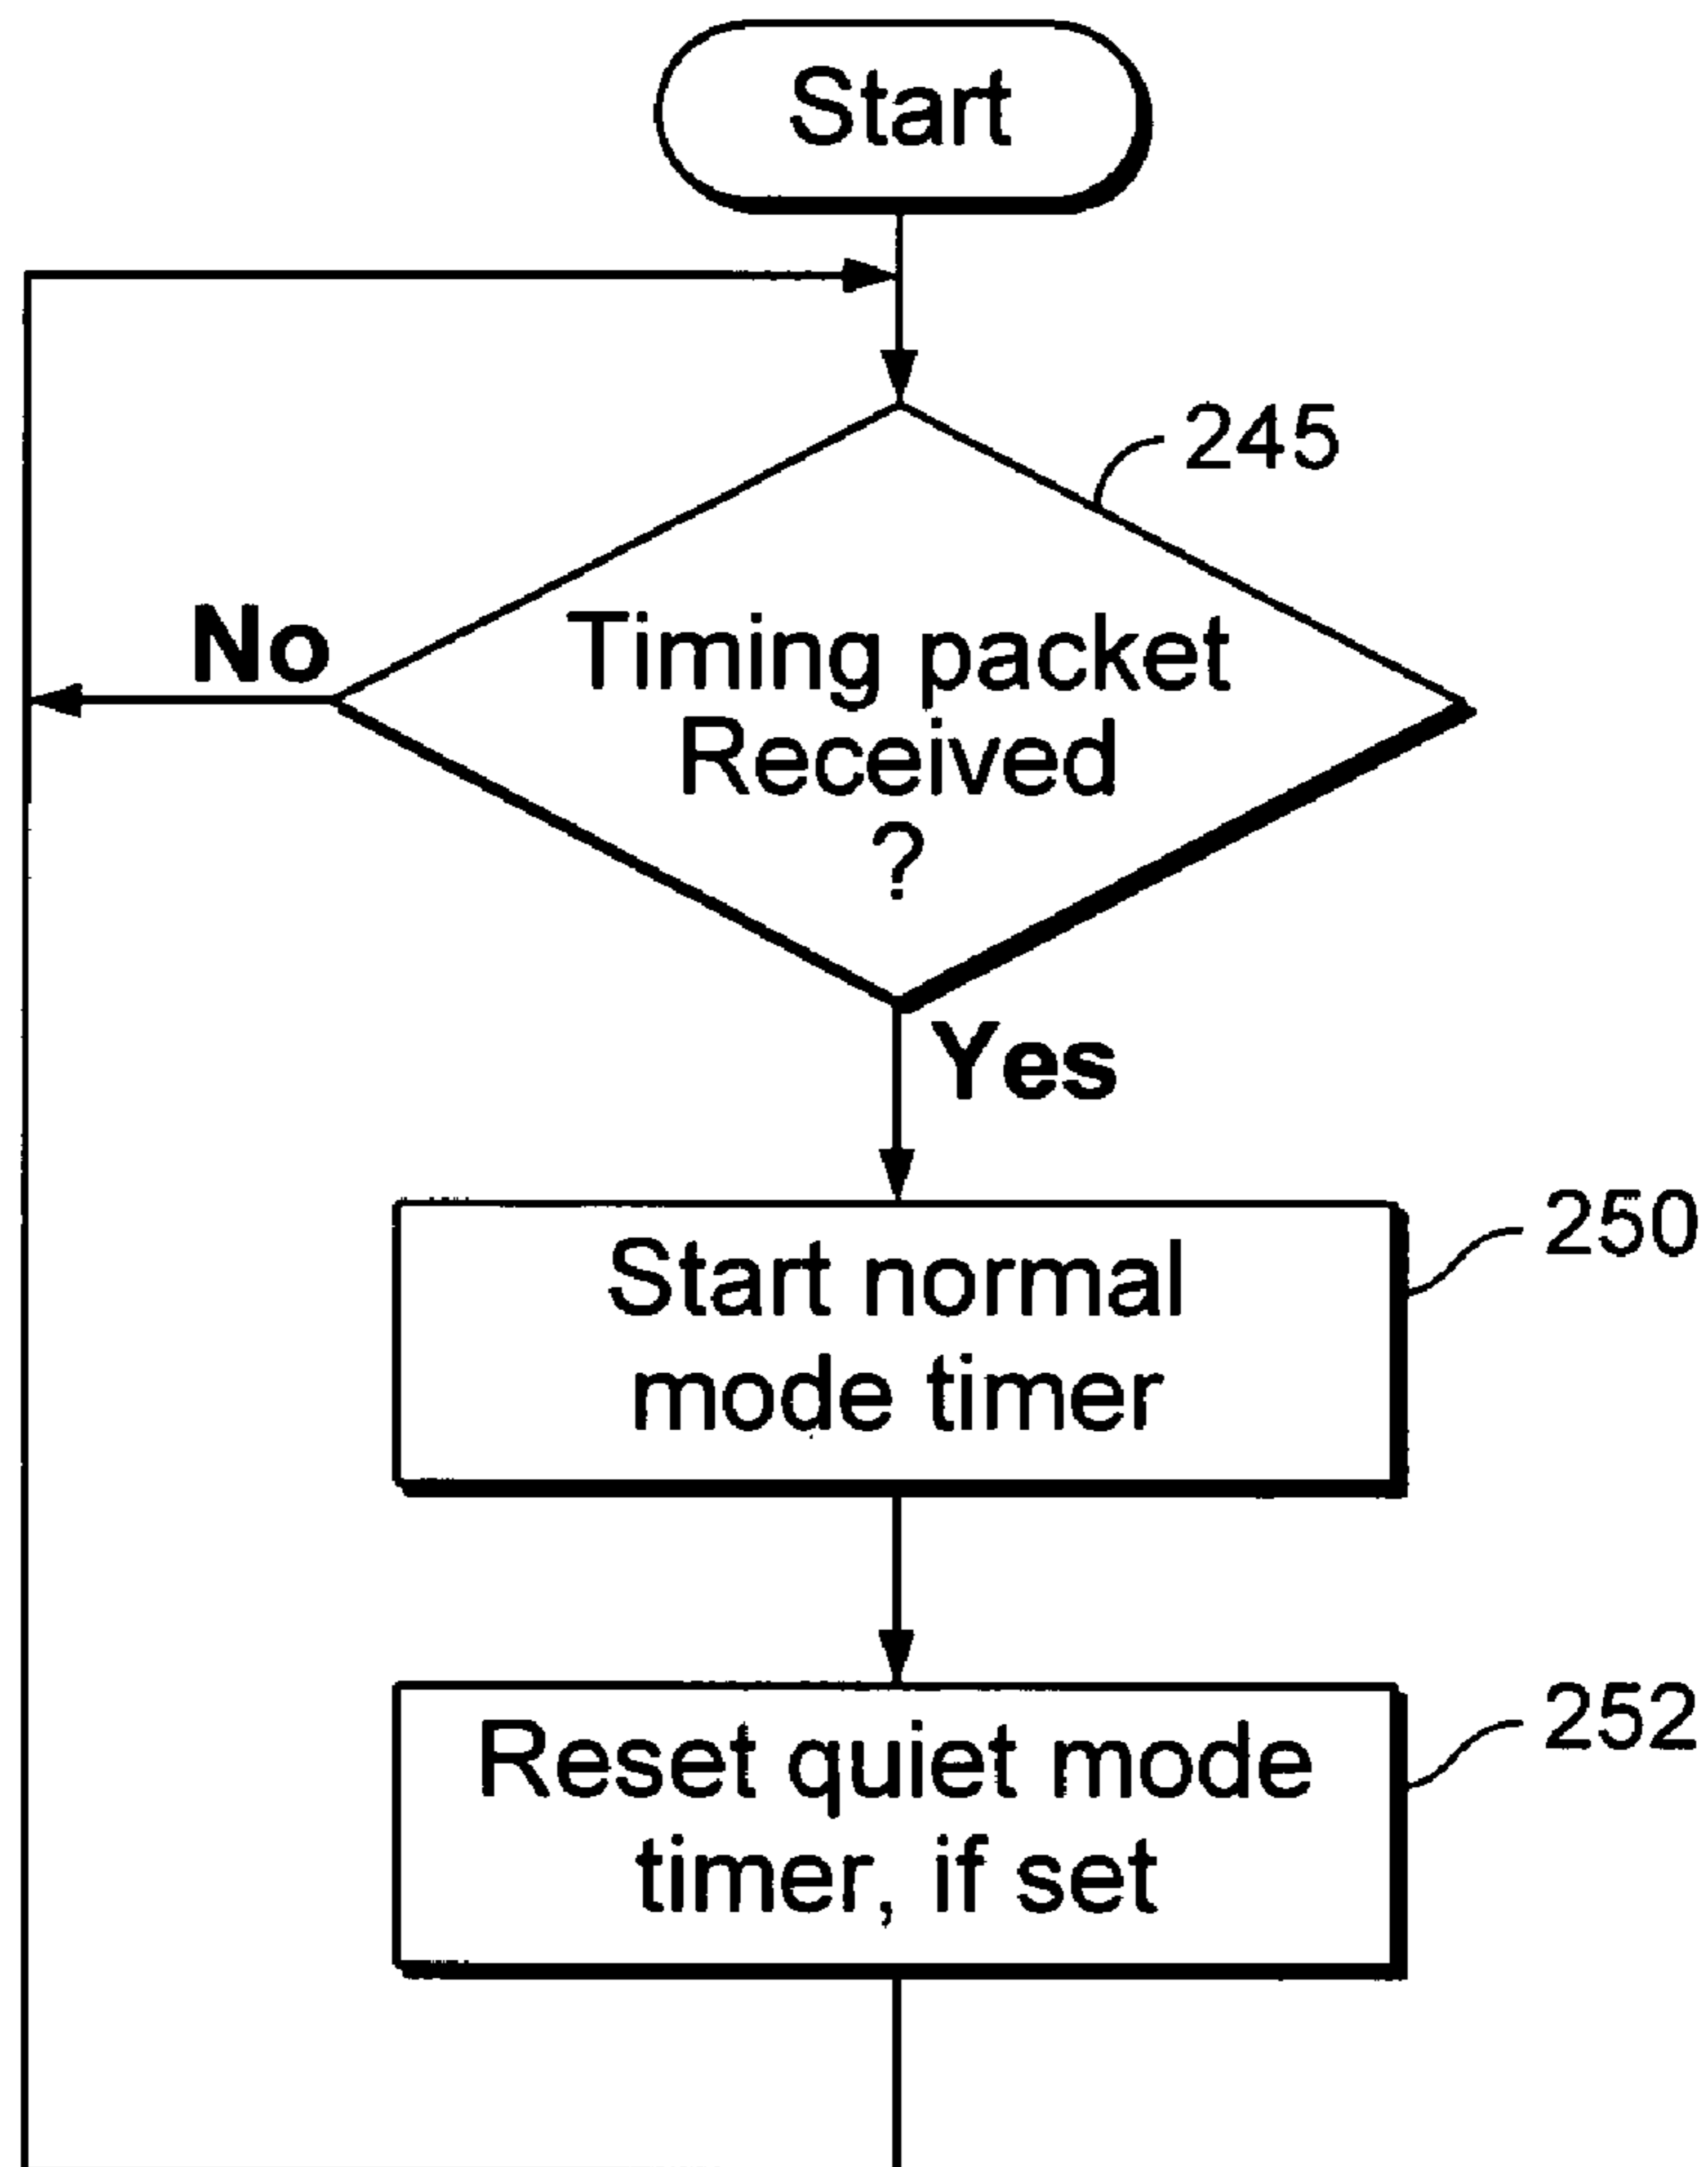 Start
245
No
Timing packet
Received
?
Yes
250
Start normal
mode timer
252
Reset quiet mode
timer, if set